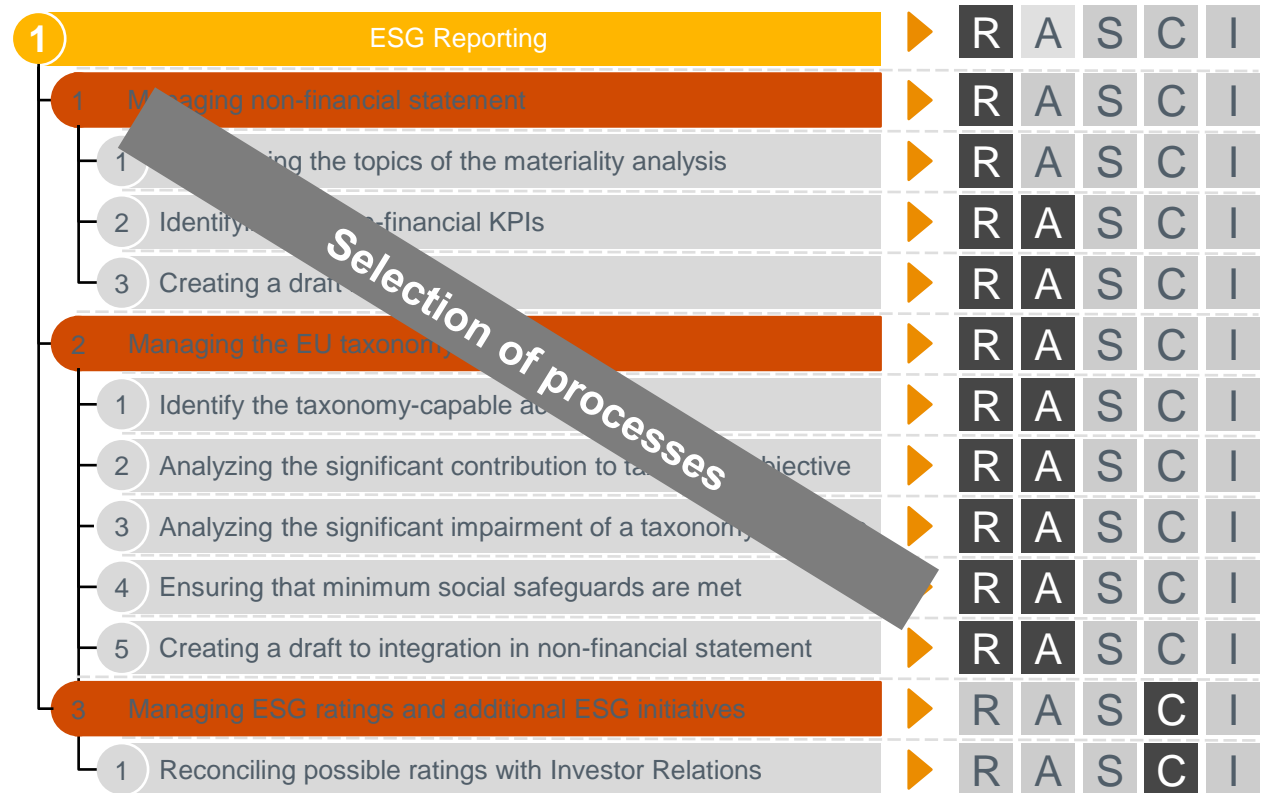 1 ESG Reporting R A S C I
1 Managing non-financial statement R A S C I
1 the topics of the materiality analysis R A S C I
2 financial KPIs R A S C I
3 Creating a draft R A S C I
2 Managing the EU taxonomy R A S C I
1 Identify the taxonomy-capable R A S C I
2 Analyzing the significant contribution to R A S C I
3 Analyzing the significant impairment of a taxonomy R A S C I
4 Ensuring that minimum social safeguards are met R A S C I
5 Creating a draft to integration in non-financial statement R A S C I
3 Managing ESG ratings and additional ESG initiatives R A S C I
1 Reconciling possible ratings with Investor Relations R A S C I
Selection of processes